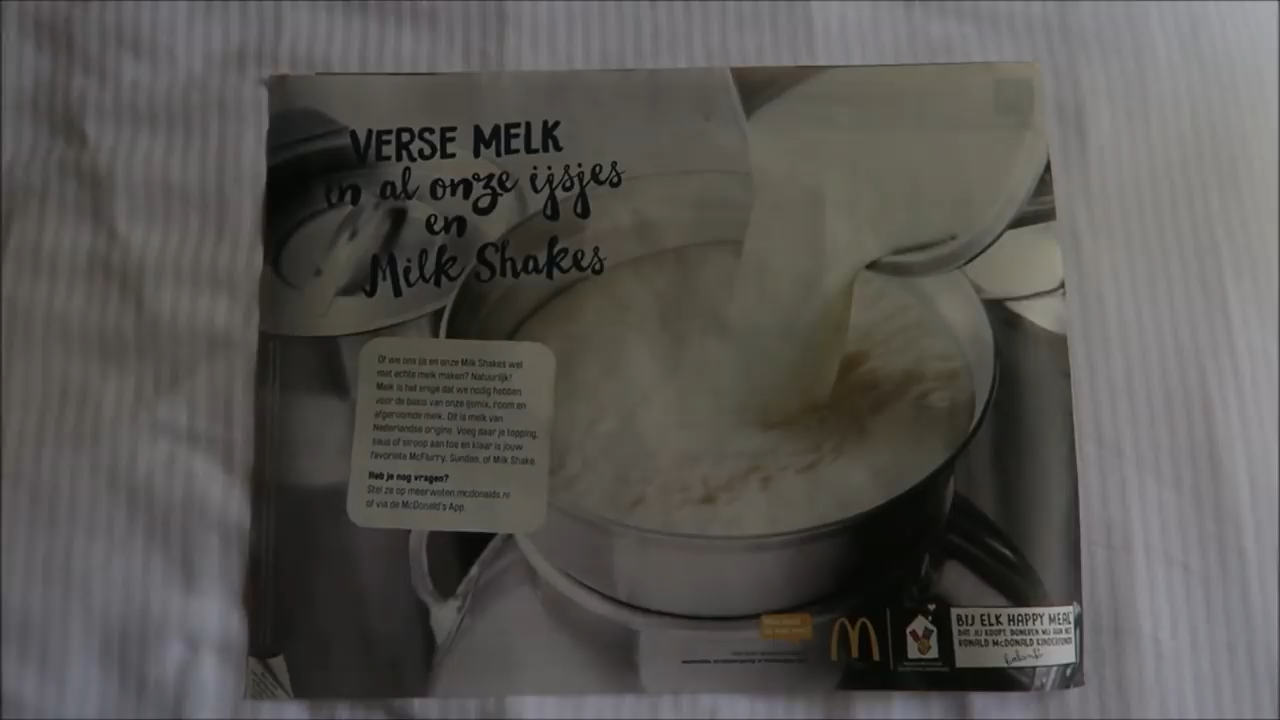 VERSE MELK
in al onze ijsjes
en
Milk Shakes
Of we ons ijs en onze Milk Shakes wel
met echte melk maken? Natuurlijk!
Melk is het enige dat we nodig hebben
voor de basis van onze ijsmix, room en
afgeroomde melk. Dit is melk van
Nederlandse origine. Voeg daar je topping,
saus of siroop aan toe en klaar is jouw
favoriete McFlurry, Sundae, of Milk Shake.
Heb je nog vragen?
Stel ze op meerweten.mcdonalds.nl
of via de McDonald's App.
BIJ ELK HAPPY MEAL
DAT JIJ KOOPT, DONEREN WIJ AAN HET
RONALD McDONALD KINDERFONDS